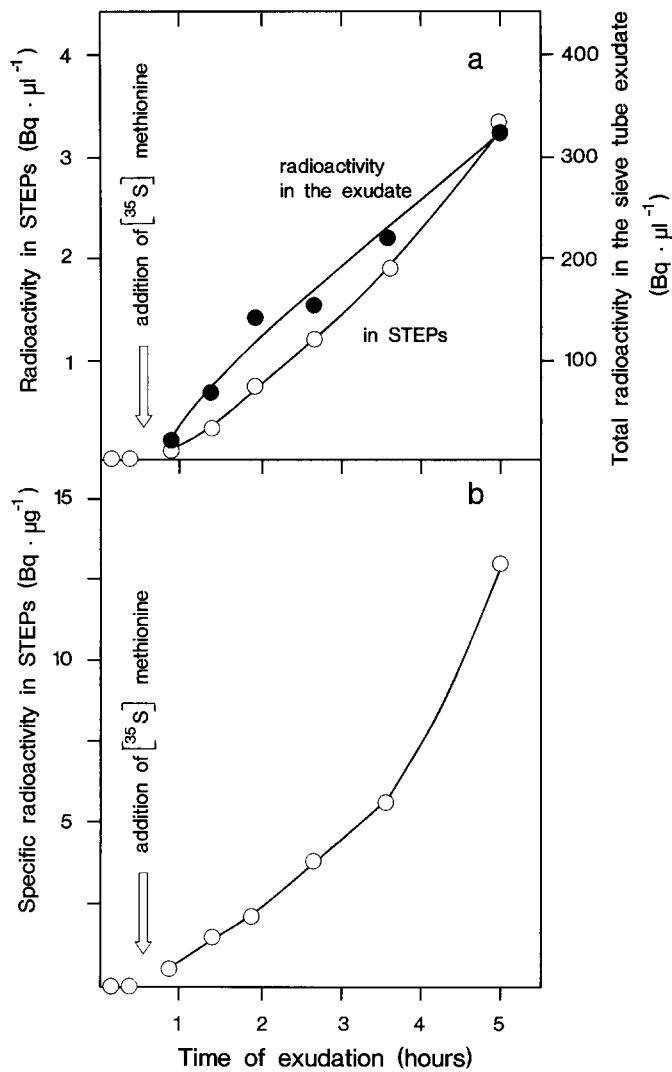 a
Radioactivity in STEPs (Bq · µl⁻¹)
4
3
2
1
Total radioactivity in the sieve tube exudate
(Bq · µl⁻¹)
400
300
200
100
radioactivity
in the exudate
in STEPs
addition of [³⁵S] methionine
b
Specific radioactivity in STEPs (Bq · µg⁻¹)
15
10
5
addition of [³⁵S] methionine
1 2 3 4 5
Time of exudation (hours)